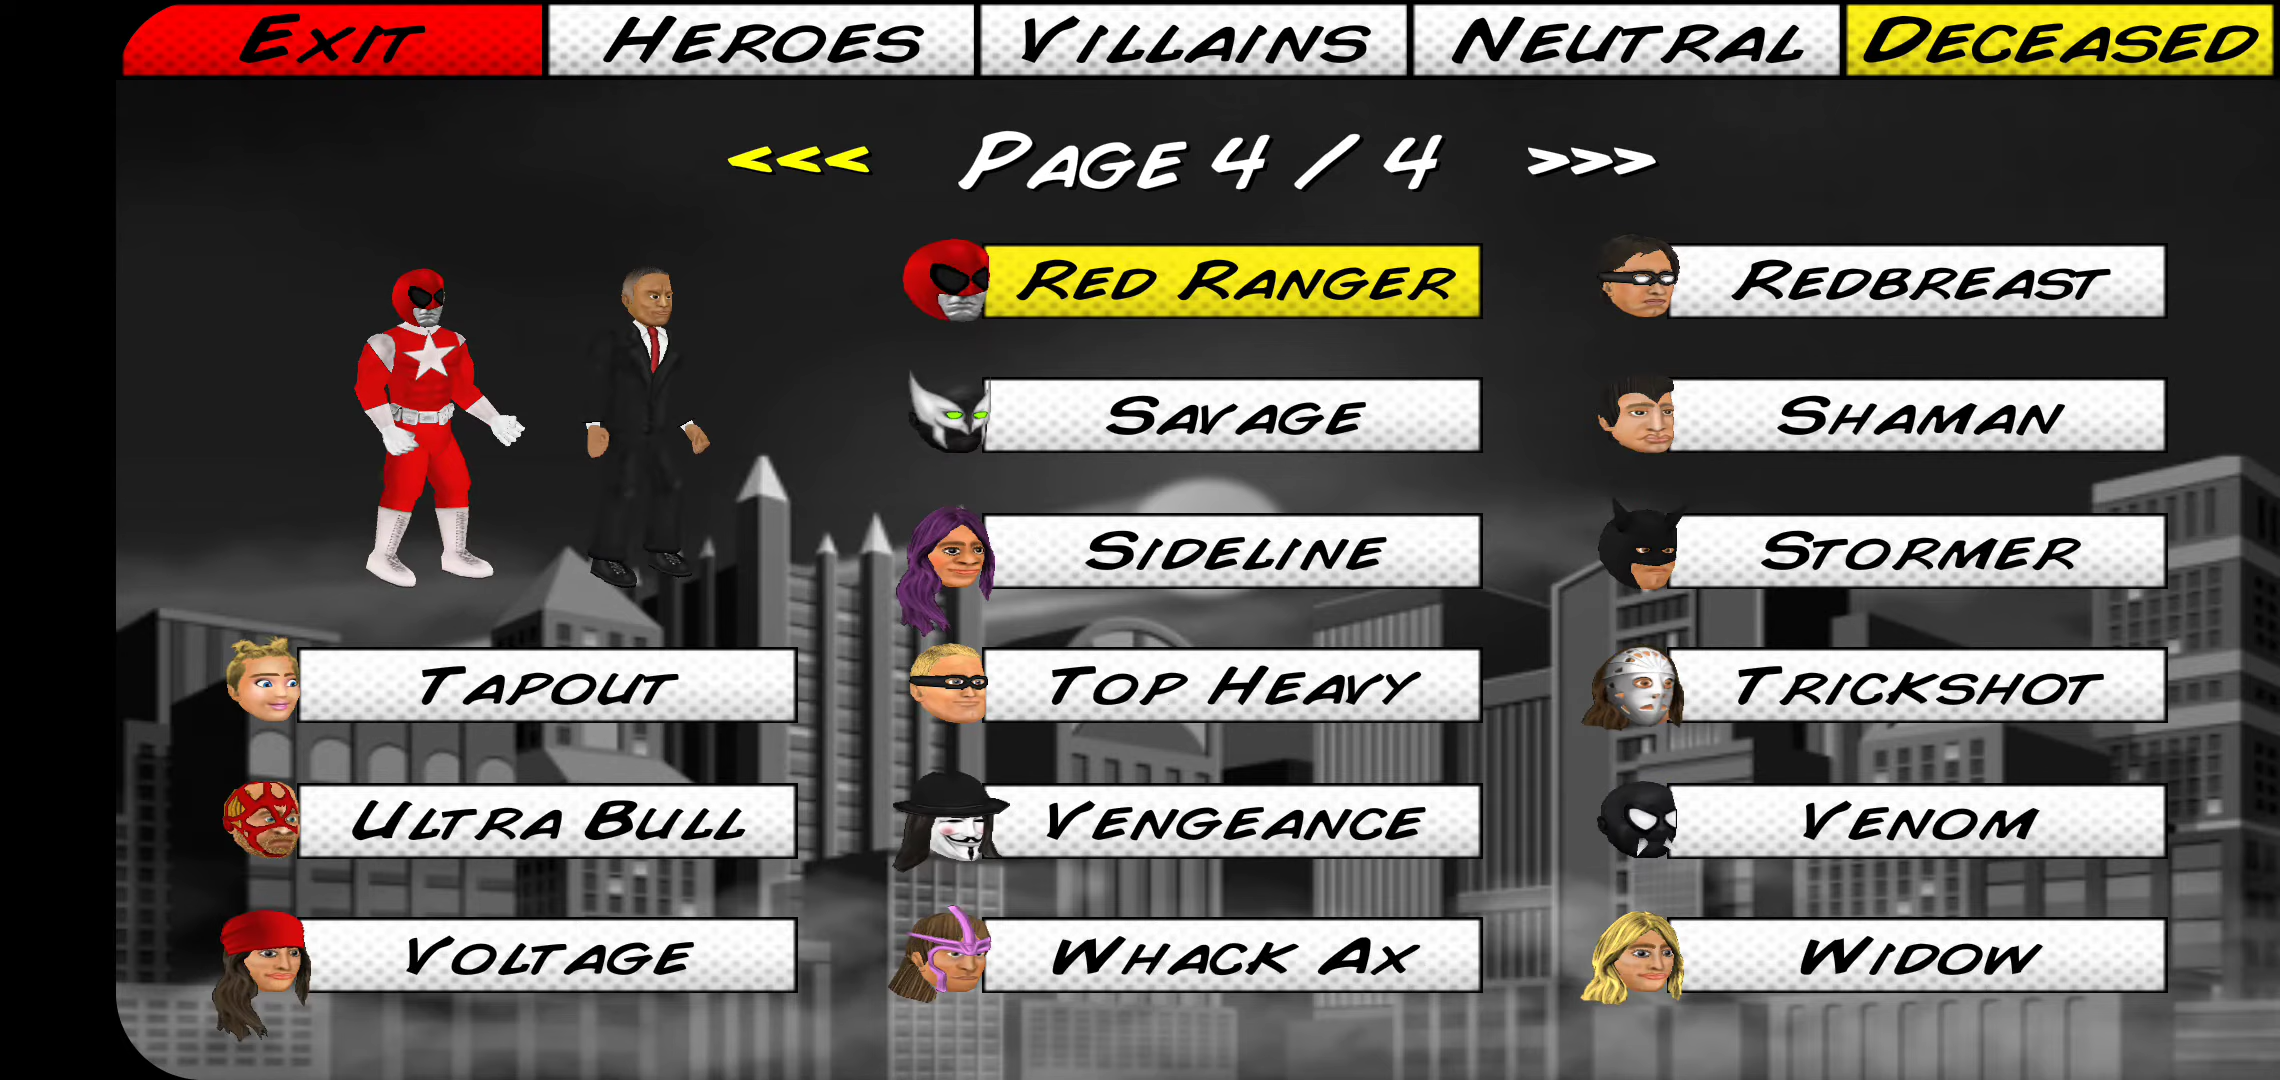 EXIT HEROES VILLAINS NEUTRAL DECEASED
<<< PAGE 4 / 4 >>>
RED RANGER REDBREAST
SAVAGE SHAMAN
SIDELINE STORMER
TAPOUT TOP HEAVY TRICKSHOT
ULTRA BULL VENGEANCE VENOM
VOLTAGE WHACK AX WIDOW